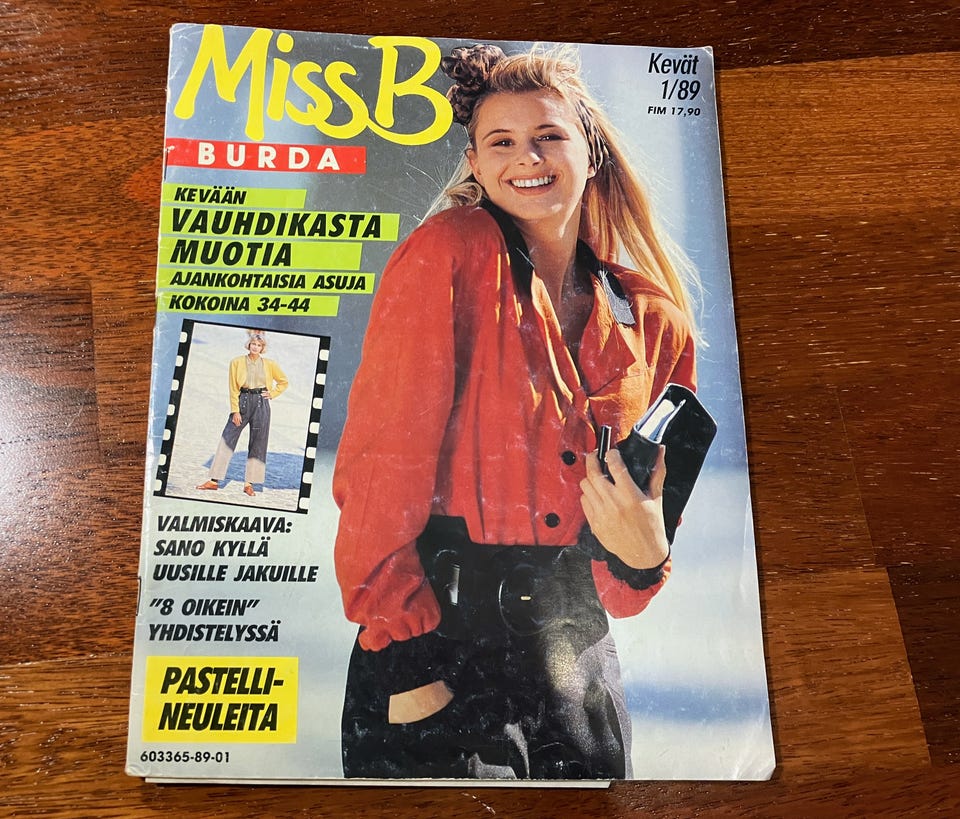 Miss B
BURDA
Kevät
1/89
FIM 17,90
KEVÄÄN
VAUHDIKASTA
MUOTIA
AJANKOHTAISIA ASUJA
KOKOINA 34-44
VALMISKAAVA:
SANO KYLLÄ
UUSILLE JAKUILLE
"8 OIKEIN"
YHDISTELYSSÄ
PASTELLI-
NEULEITA
603365-89-01